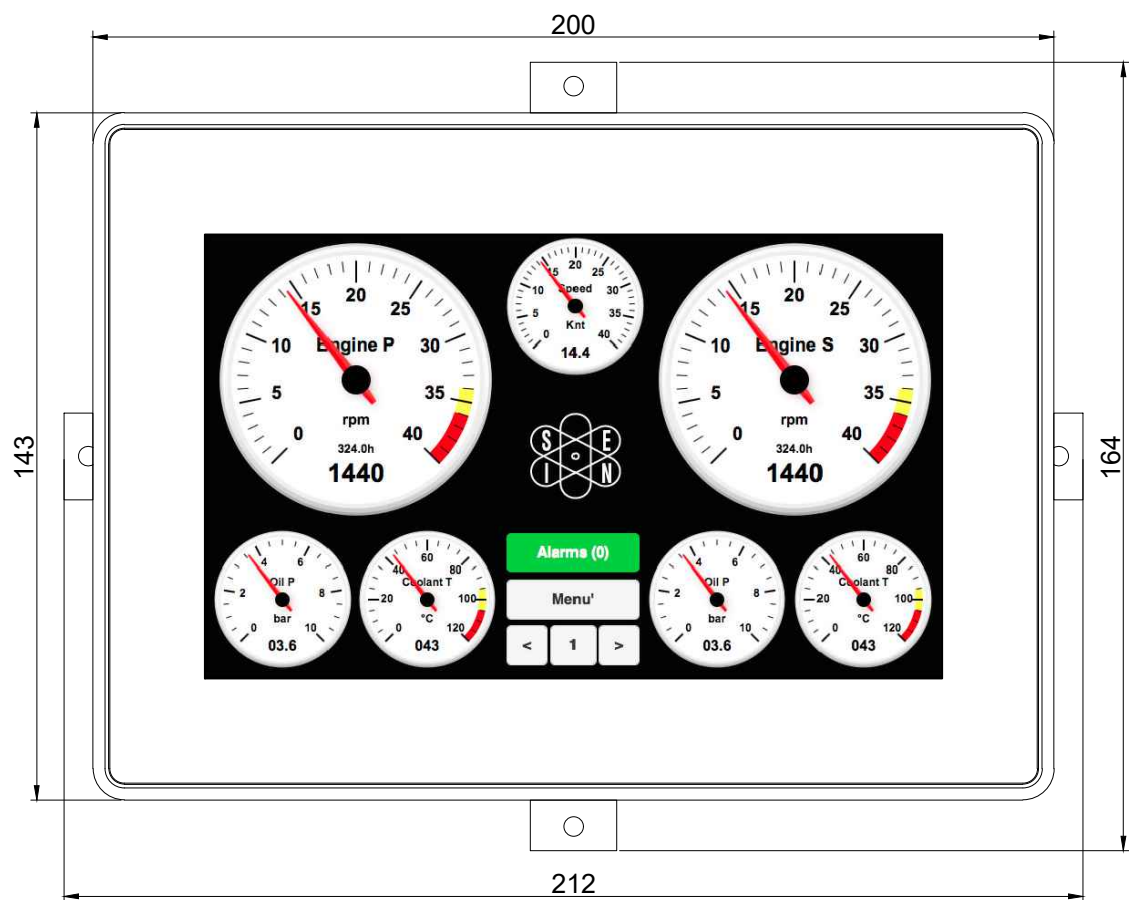 200
143
164
212
20
15
25
10
Engine P
30
5
35
rpm
0
40
324.0h
1440
20
15
25
10
Speed
30
5
35
Knt
0
40
14.4
20
15
25
10
Engine S
30
5
35
rpm
0
40
324.0h
1440
S E
I N
4 6
Oil P
2 8
bar
0 10
03.6
60
40 80
Coolant T
20 100
°C
0 120
043
Alarms (0)
Menu'
< 1 >
4 6
Oil P
2 8
bar
0 10
03.6
60
40 80
Coolant T
20 100
°C
0 120
043